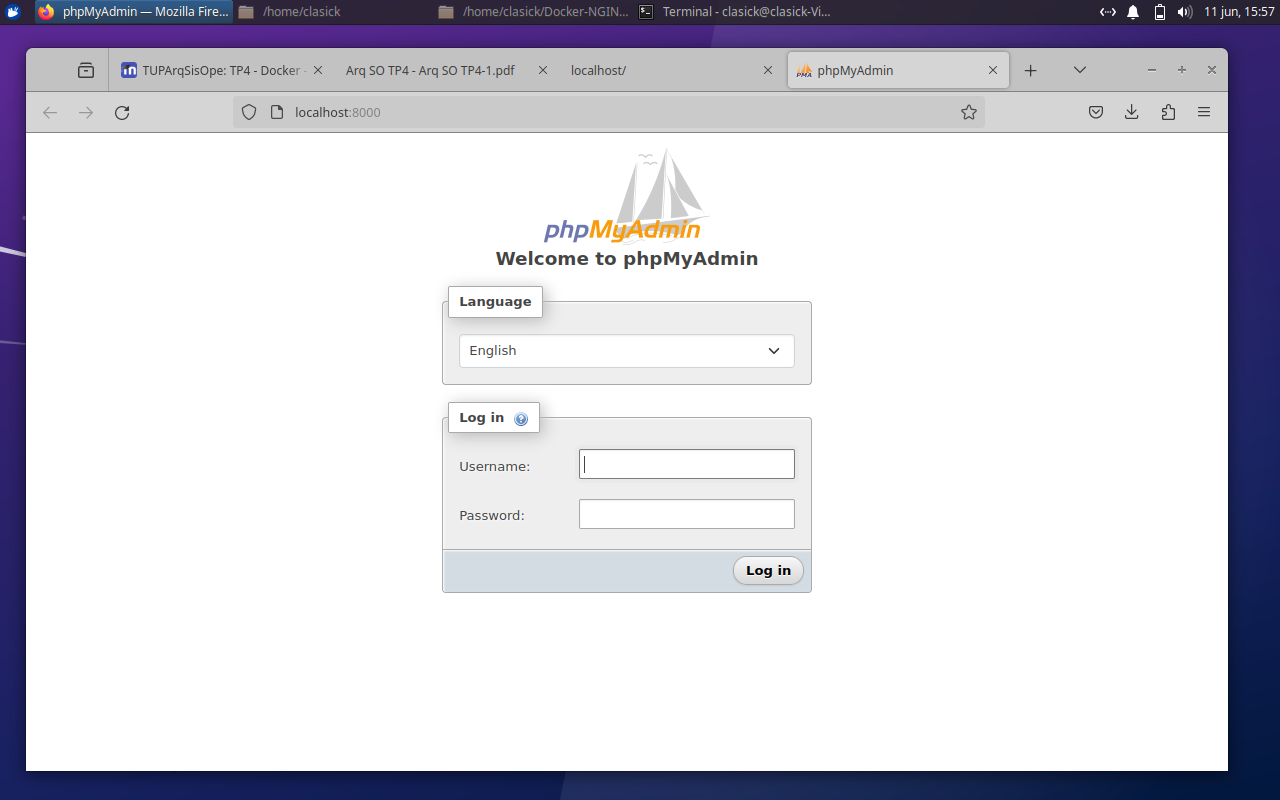 phpMyAdmin — Mozilla Fire...
/home/clasick
/home/clasick/Docker-NGIN...
Terminal - clasick@clasick-Vi...
11 jun, 15:57
TUPArqSisOpe: TP4 - Docker -
Arq SO TP4 - Arq SO TP4-1.pdf
localhost/
PMA
phpMyAdmin
localhost:8000
phpMyAdmin
Welcome to phpMyAdmin
Language
English
Log in
Username:
Password:
Log in